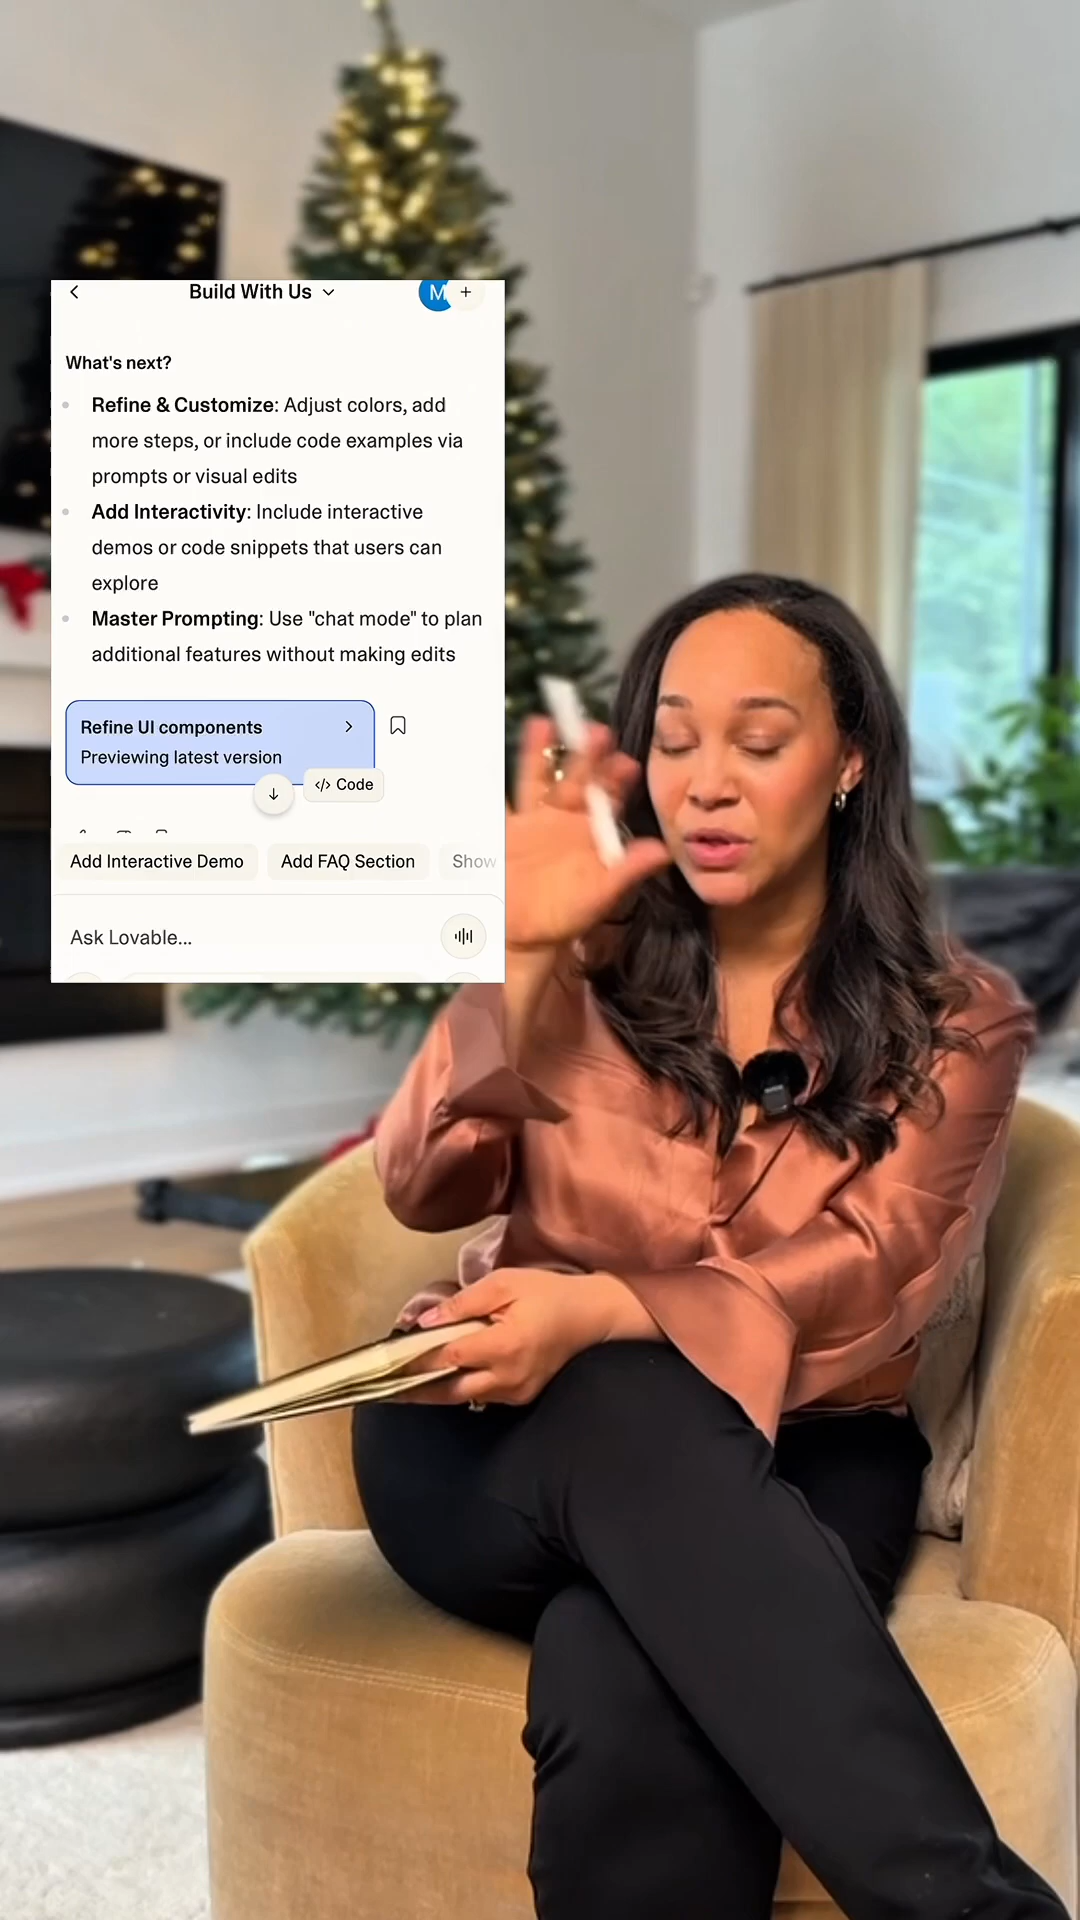 Build With Us
M
+
What's next?
Refine & Customize: Adjust colors, add
more steps, or include code examples via
prompts or visual edits
Add Interactivity: Include interactive
demos or code snippets that users can
explore
Master Prompting: Use "chat mode" to plan
additional features without making edits
Refine UI components
Previewing latest version
</> Code
Add Interactive Demo
Add FAQ Section
Show
Ask Lovable...